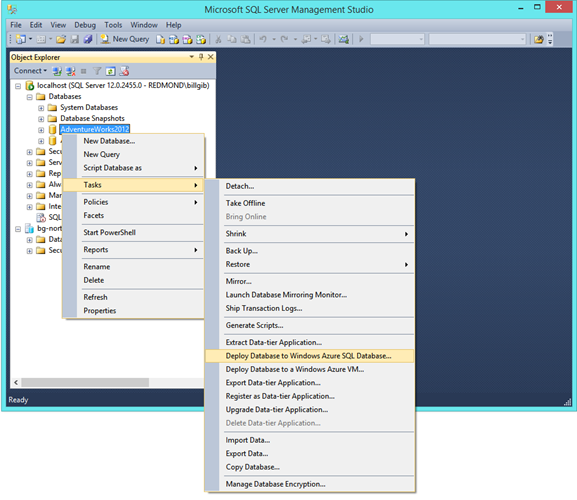 Microsoft SQL Server Management Studio
File Edit View Debug Tools Window Help
New Query
Object Explorer
Connect
localhost (SQL Server 12.0.2455.0 - REDMOND\billgib)
Databases
System Databases
Database Snapshots
AdventureWorks2012
Secu
Serve
Rep
Alw
Man
Inte
SQL
bg-nort
Data
Secu
New Database...
New Query
Script Database as
Tasks
Policies
Facets
Start PowerShell
Reports
Rename
Delete
Refresh
Properties
Detach...
Take Offline
Bring Online
Shrink
Back Up...
Restore
Mirror...
Launch Database Mirroring Monitor...
Ship Transaction Logs...
Generate Scripts...
Extract Data-tier Application...
Deploy Database to Windows Azure SQL Database...
Deploy Database to a Windows Azure VM...
Export Data-tier Application...
Register as Data-tier Application...
Upgrade Data-tier Application...
Delete Data-tier Application...
Import Data...
Export Data...
Copy Database...
Manage Database Encryption...
Ready